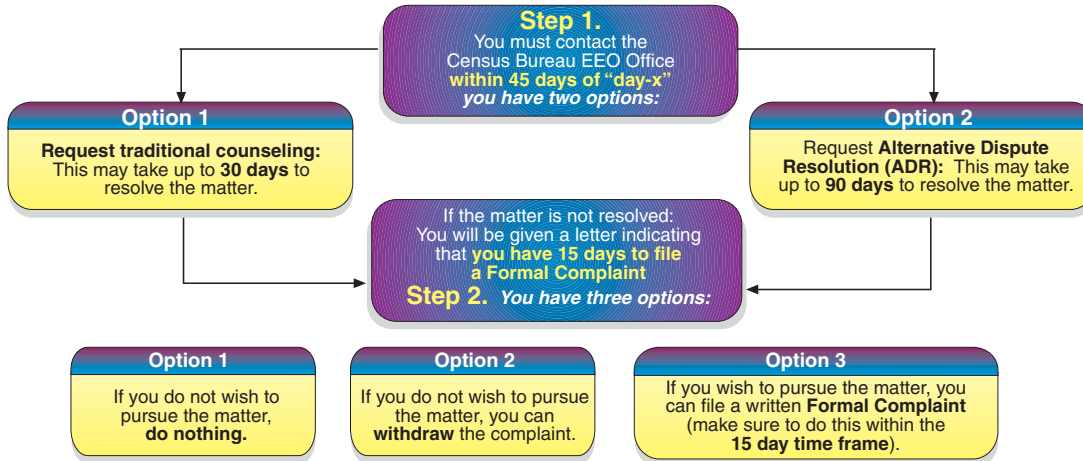 Step 1.
You must contact the
Census Bureau EEO Office
within 45 days of “day-x”
you have two options:
Option 1
Request traditional counseling:
This may take up to 30 days to
resolve the matter.
Option 2
Request Alternative Dispute
Resolution (ADR): This may take
up to 90 days to resolve the matter.
If the matter is not resolved:
You will be given a letter indicating
that you have 15 days to file
a Formal Complaint
Step 2. You have three options:
Option 1
If you do not wish to
pursue the matter,
do nothing.
Option 2
If you do not wish to pursue
the matter, you can
withdraw the complaint.
Option 3
If you wish to pursue the matter, you
can file a written Formal Complaint
(make sure to do this within the
15 day time frame).